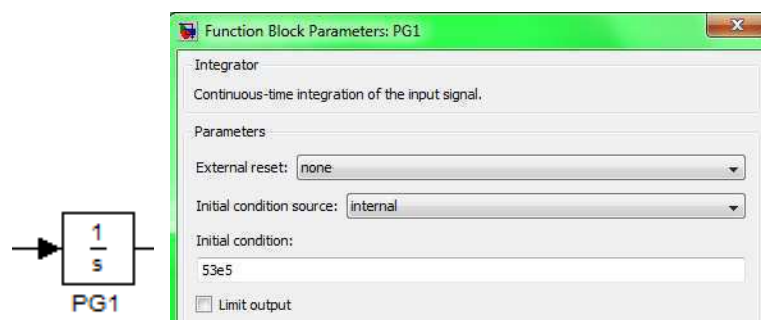 Function Block Parameters: PG1
Integrator
Continuous-time integration of the input signal.
Parameters
External reset: none
Initial condition source: internal
Initial condition:
53e5
Limit output
1
s
PG1